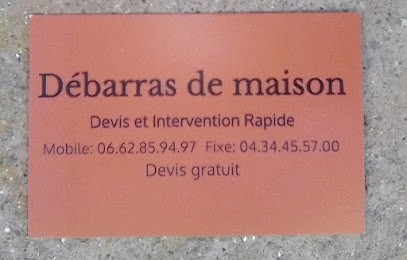 Débarras de maison
Devis et Intervention Rapide
Mobile: 06.62.85.94.97 Fixe: 04.34.45.57.00
Devis gratuit